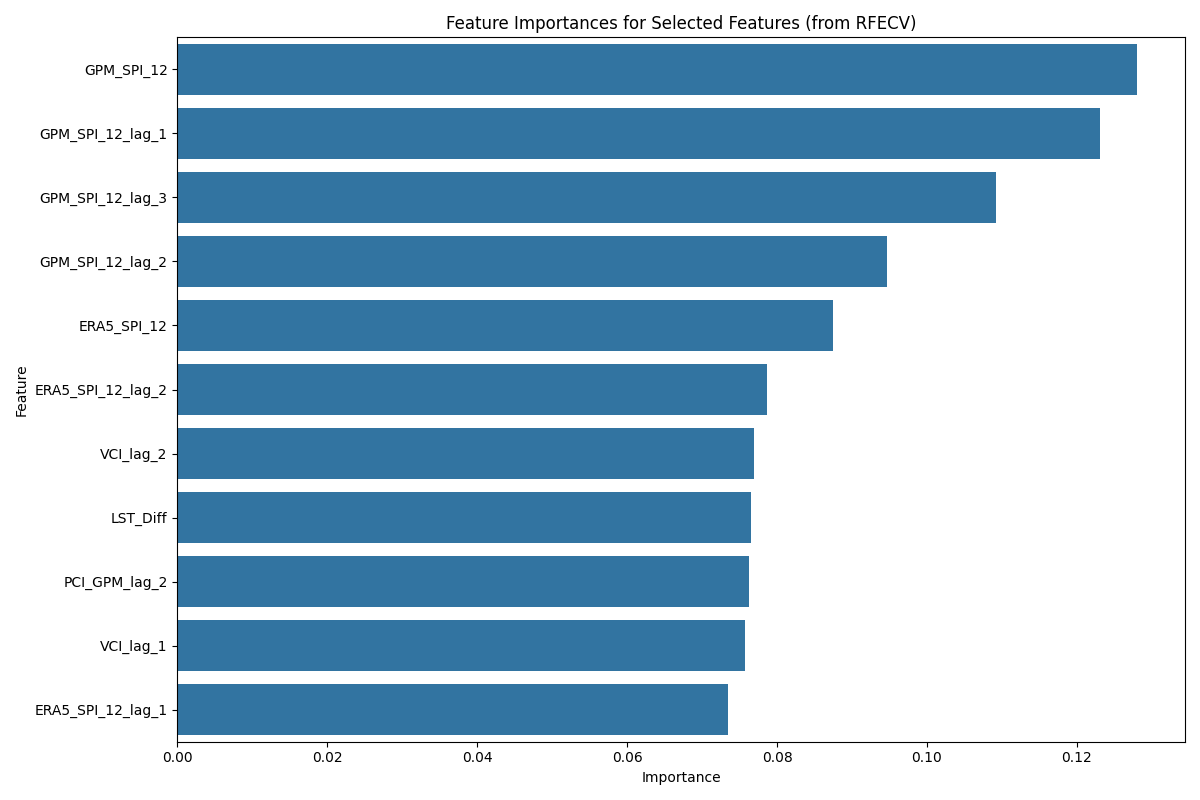 Feature Importances for Selected Features (from RFECV)
GPM_SPI_12
GPM_SPI_12_lag_1
GPM_SPI_12_lag_3
GPM_SPI_12_lag_2
ERA5_SPI_12
ERA5_SPI_12_lag_2
VCI_lag_2
LST_Diff
PCI_GPM_lag_2
VCI_lag_1
ERA5_SPI_12_lag_1
Feature
0.00 0.02 0.04 0.06 0.08 0.10 0.12
Importance